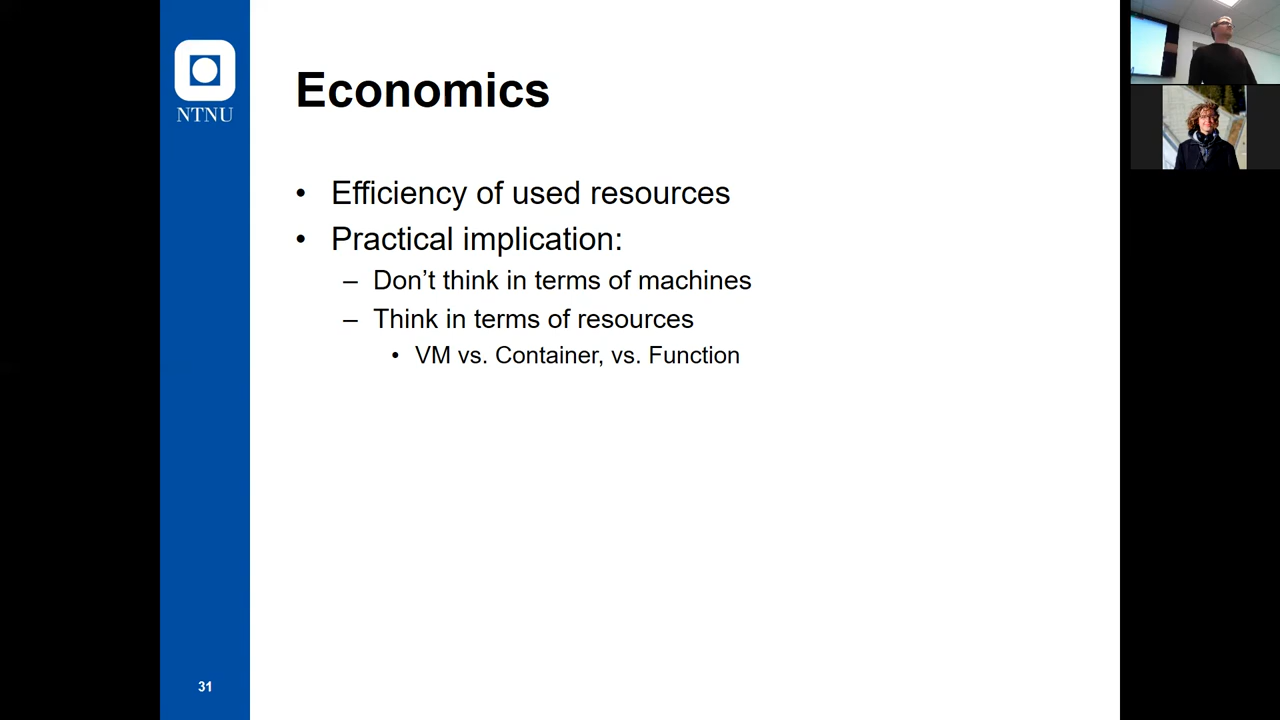 NTNU
Economics
• Efficiency of used resources
• Practical implication:
– Don’t think in terms of machines
– Think in terms of resources
• VM vs. Container, vs. Function
31